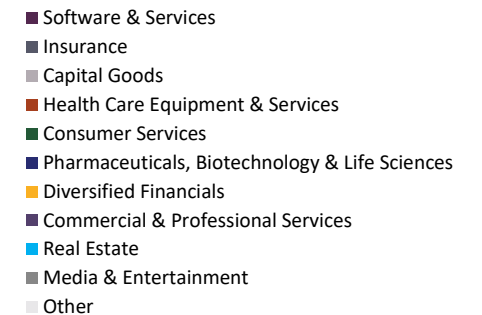 Software & Services
Insurance
Capital Goods
Health Care Equipment & Services
Consumer Services
Pharmaceuticals, Biotechnology & Life Sciences
Diversified Financials
Commercial & Professional Services
Real Estate
Media & Entertainment
Other